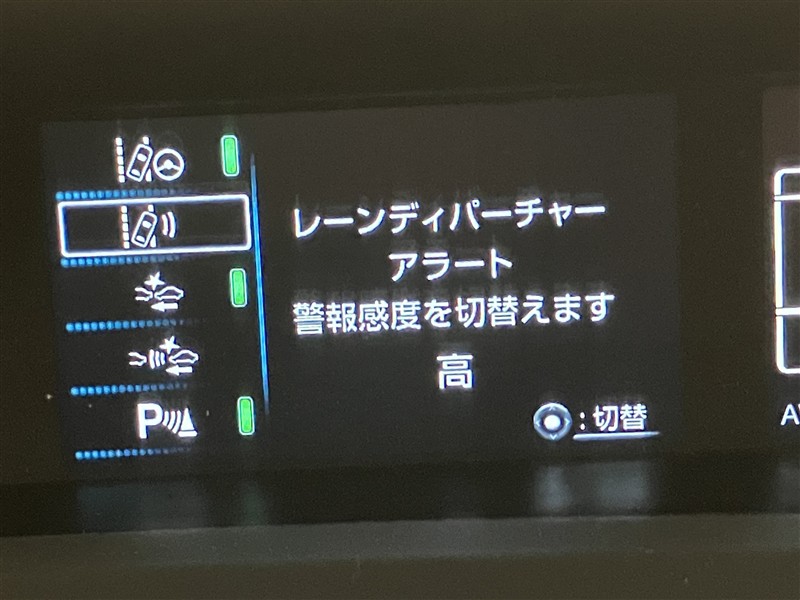 レーンディパーチャー
アラート
警報感度を切替えます
高
:切替
P
A